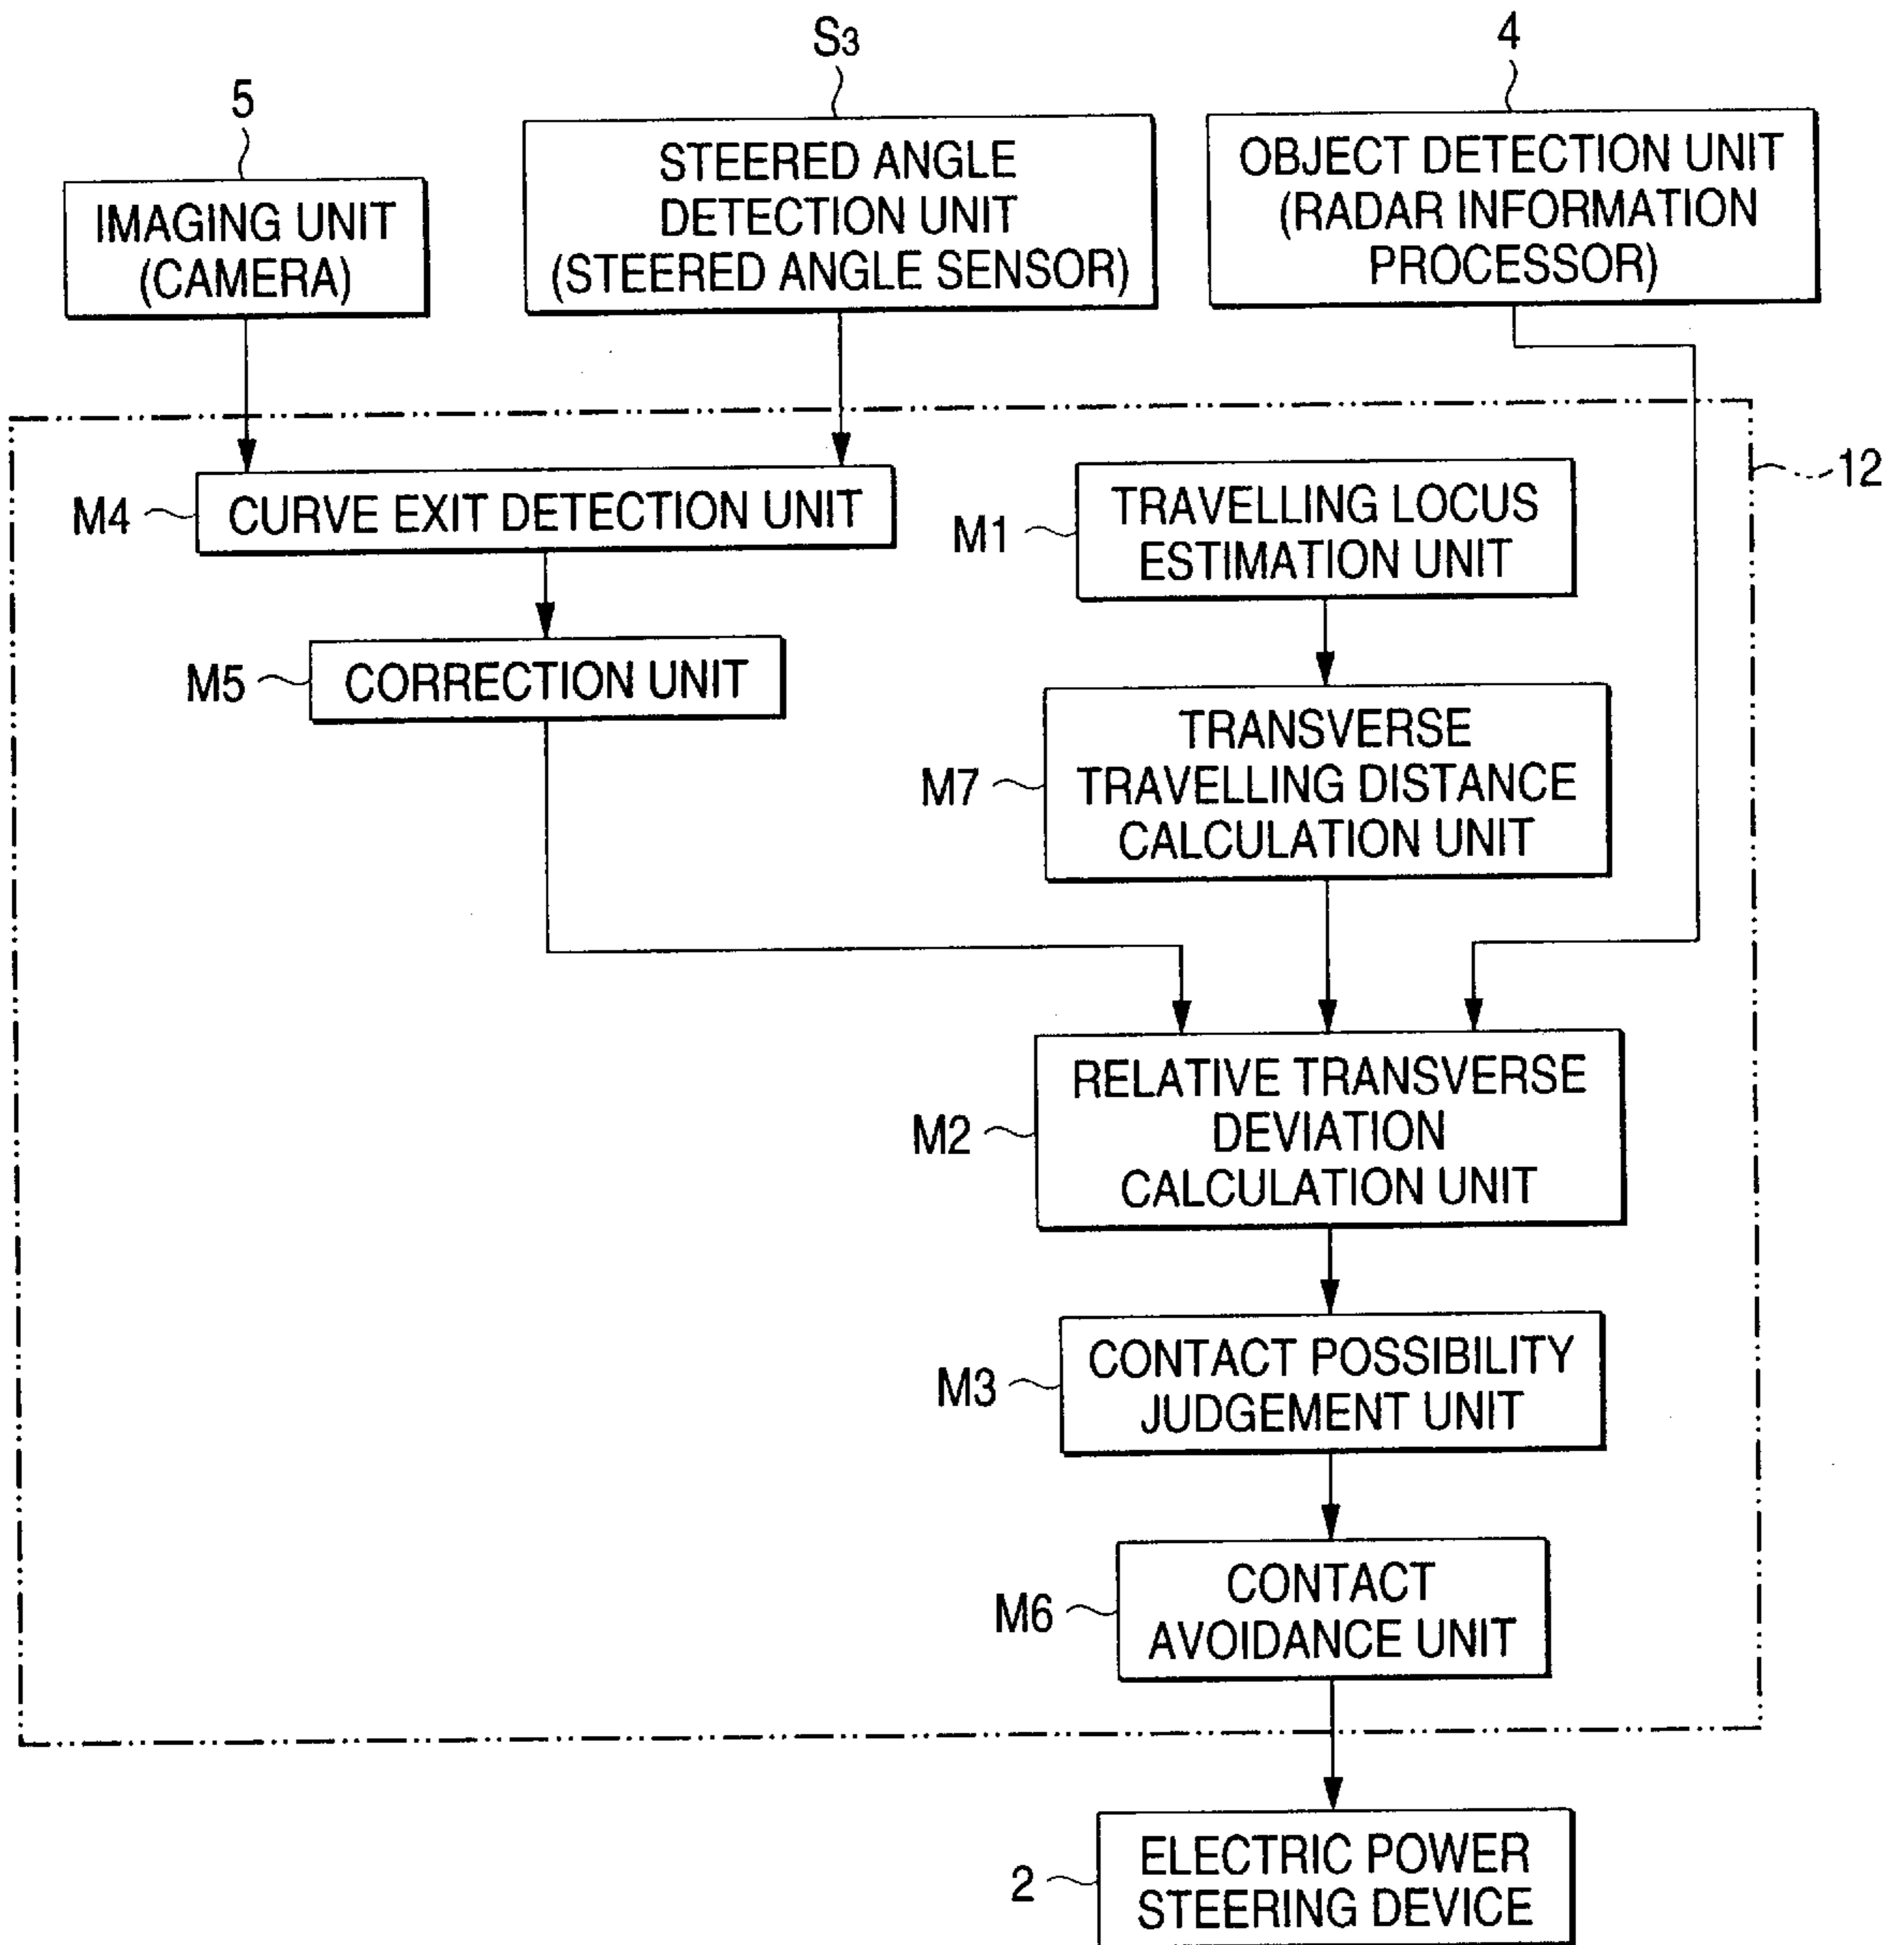 5
S3
4
IMAGING UNIT
(CAMERA)
STEERED ANGLE
DETECTION UNIT
(STEERED ANGLE SENSOR)
OBJECT DETECTION UNIT
(RADAR INFORMATION
PROCESSOR)
12
M4
CURVE EXIT DETECTION UNIT
M1
TRAVELLING LOCUS
ESTIMATION UNIT
M5
CORRECTION UNIT
M7
TRANSVERSE
TRAVELLING DISTANCE
CALCULATION UNIT
M2
RELATIVE TRANSVERSE
DEVIATION
CALCULATION UNIT
M3
CONTACT POSSIBILITY
JUDGEMENT UNIT
M6
CONTACT
AVOIDANCE UNIT
2
ELECTRIC POWER
STEERING DEVICE